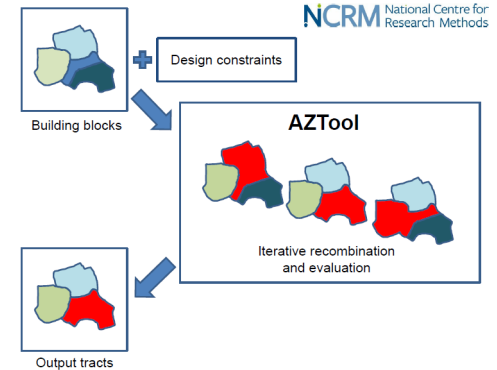 NCRM National Centre for
Research Methods
Design constraints
Building blocks
AZTool
Iterative recombination
and evaluation
Output tracts